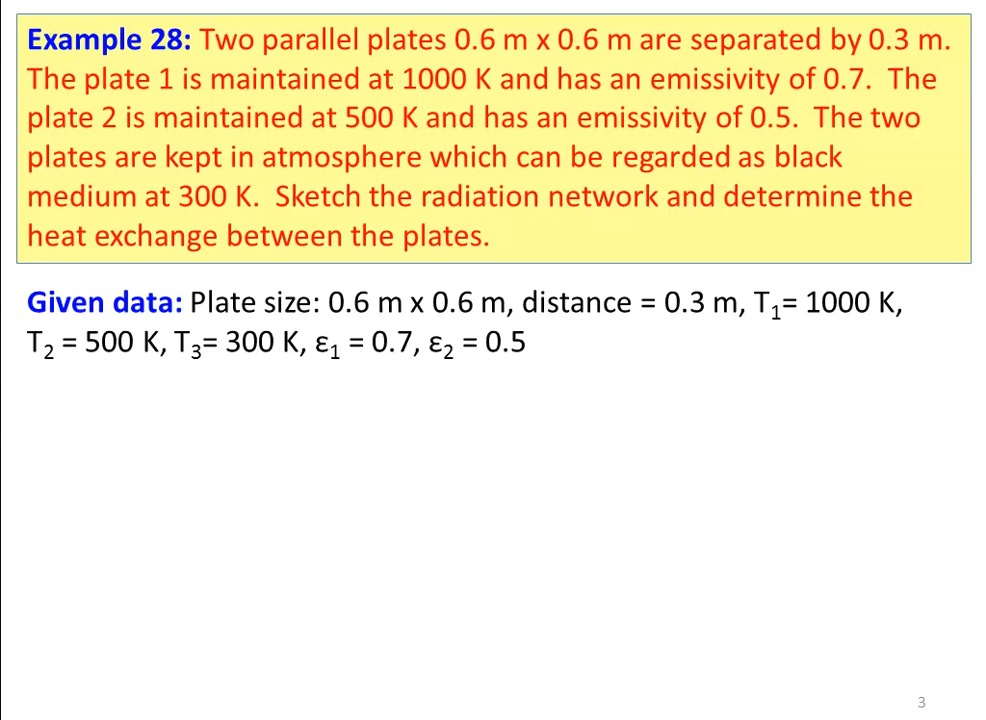 Example 28: Two parallel plates 0.6 m x 0.6 m are separated by 0.3 m.
The plate 1 is maintained at 1000 K and has an emissivity of 0.7.  The
plate 2 is maintained at 500 K and has an emissivity of 0.5.  The two
plates are kept in atmosphere which can be regarded as black
medium at 300 K.  Sketch the radiation network and determine the
heat exchange between the plates.
Given data: Plate size: 0.6 m x 0.6 m, distance = 0.3 m, T₁= 1000 K,
T₂ = 500 K, T₃= 300 K, ε₁ = 0.7, ε₂ = 0.5
3